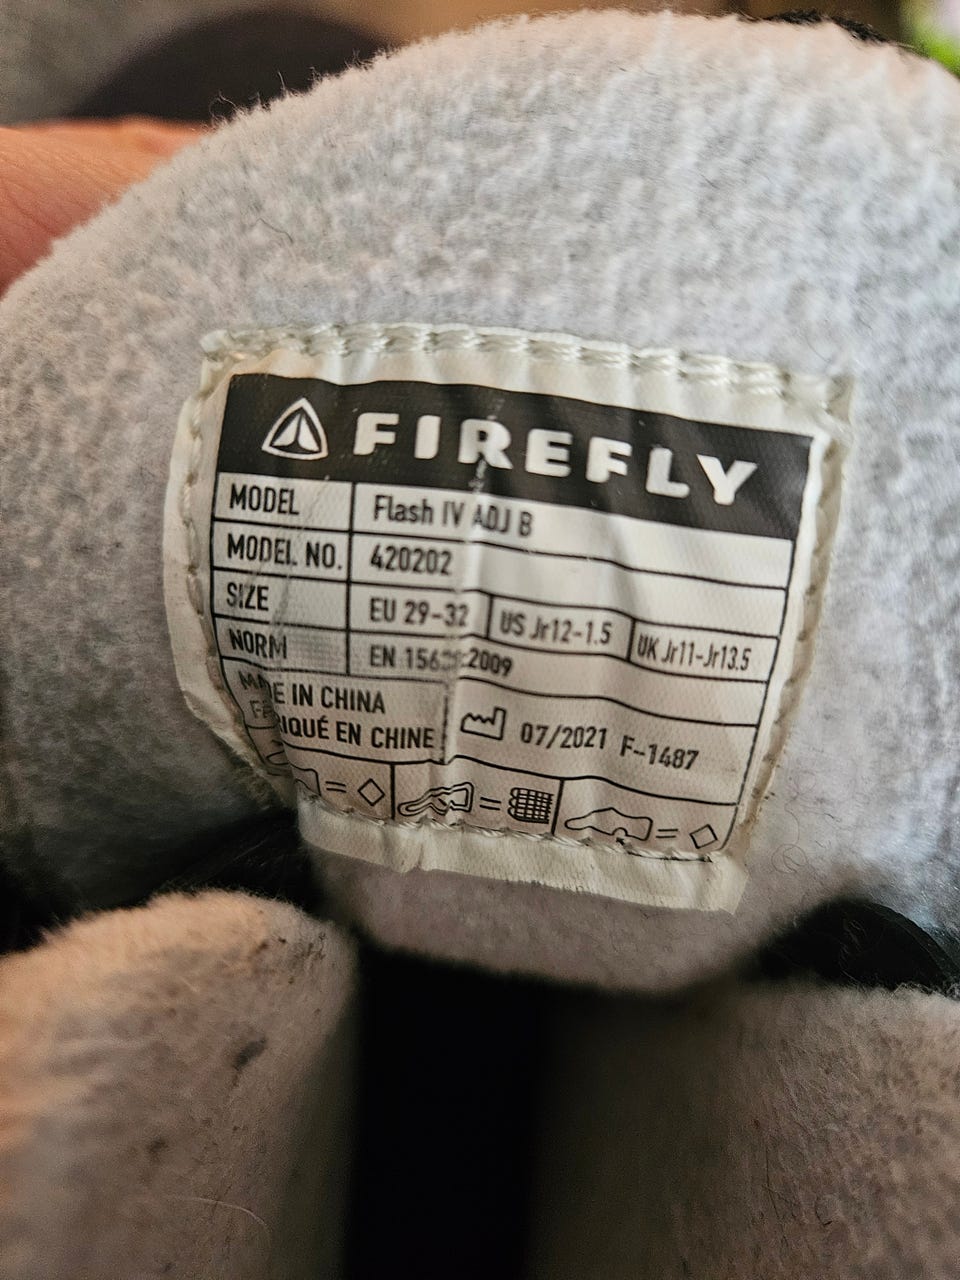 FIREFLY
MODEL Flash IV ADJ B
MODEL NO. 420202
SIZE EU 29-32 US Jr12-1.5 UK Jr11-Jr13.5
NORM EN :2009
MADE IN CHINA
FABRIQUÉ EN CHINE 07/2021 F-1487
= = =